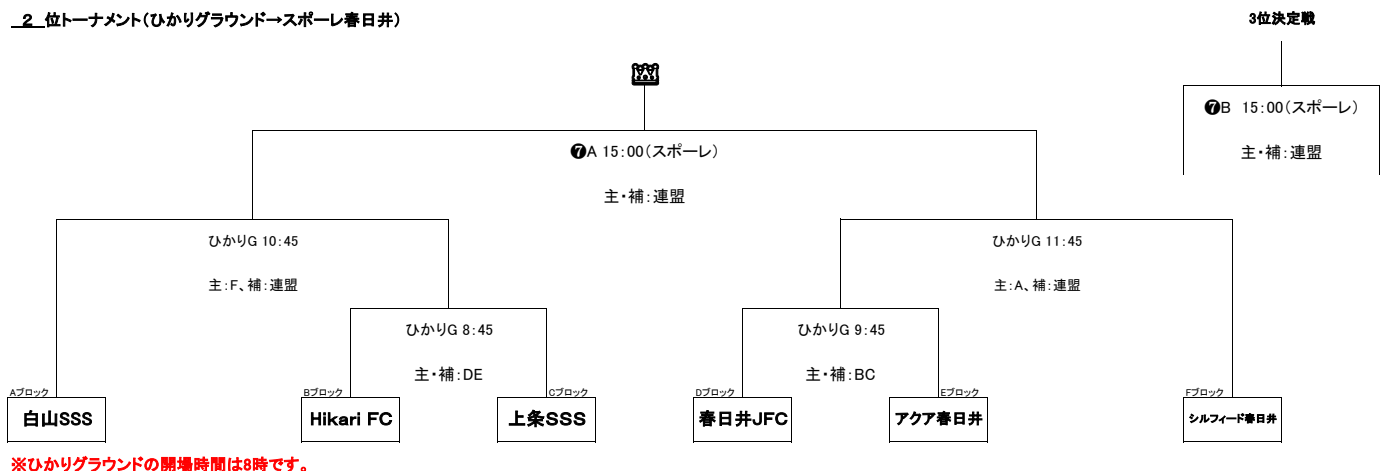 ２ 位トーナメント(ひかりグラウンド→スポーレ春日井)
3位決定戦
❼B 15:00(スポーレ)
主・補:連盟
❼A 15:00(スポーレ)
主・補:連盟
ひかりG 10:45
主:F、補:連盟
ひかりG 11:45
主:A、補:連盟
ひかりG 8:45
主・補:DE
ひかりG 9:45
主・補:BC
Aブロック
白山SSS
Bブロック
Hikari FC
Cブロック
上条SSS
Dブロック
春日井JFC
Eブロック
アクア春日井
Fブロック
シルフィード春日井
※ひかりグラウンドの開場時間は8時です。